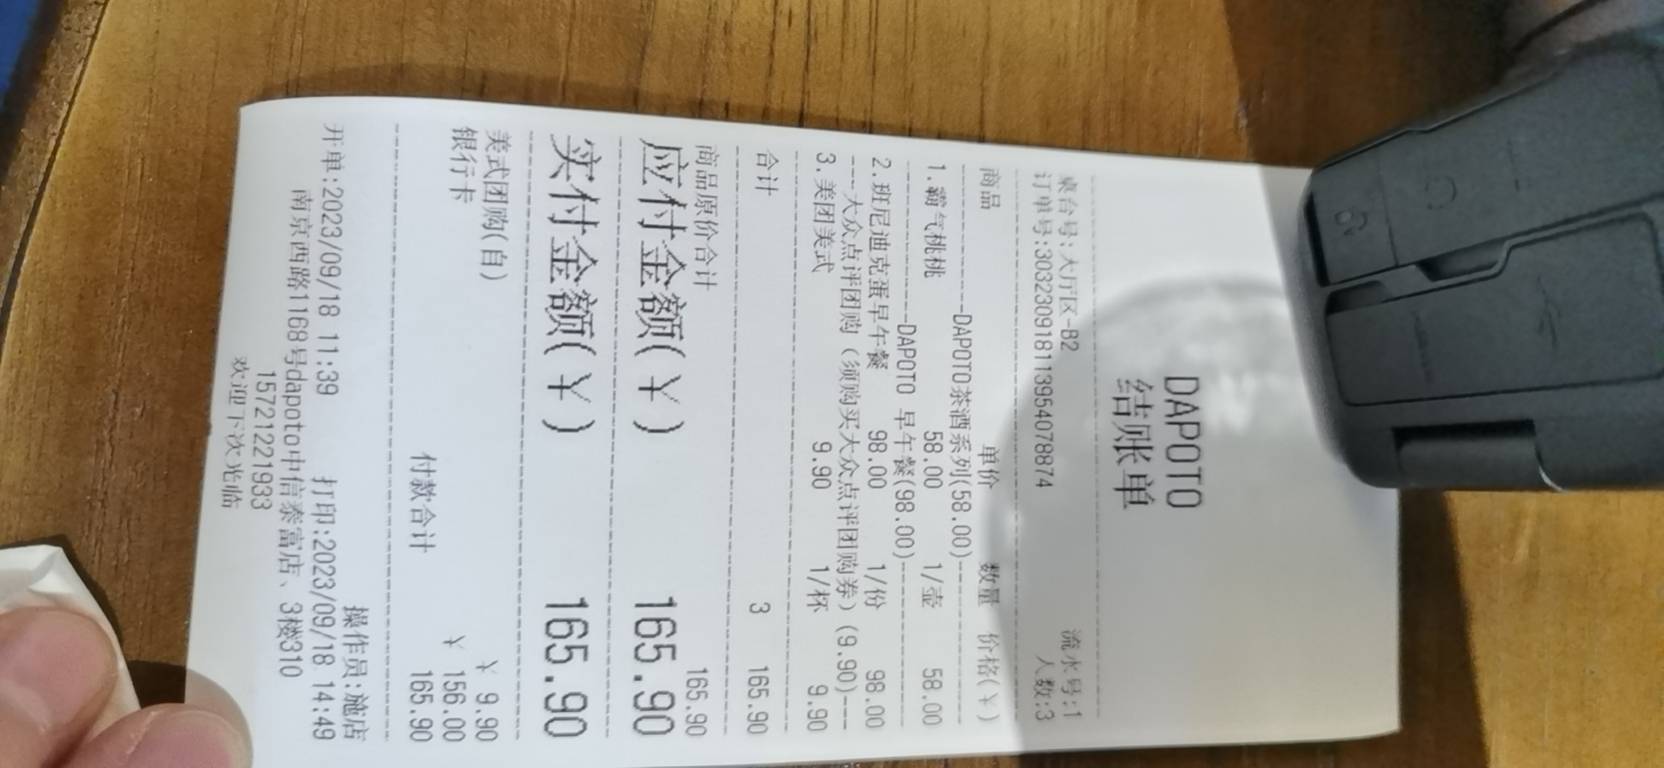 DAPOTO
结账单
桌台号:大厅区-B2 流水号:1
订单号:30323091811395407​8874 人数:3
商品 单价 数量 价格(¥)
-DAPOTO茶酒系列(58.00)
1.霸气桃桃 58.00 1/壶 58.00
-DAPOTO 早午餐(98.00)
2.班尼迪克蛋早午餐 98.00 1/份 98.00
---大众点评团购(须购买大众点评团购券)(9.90)---
3.美团美式 9.90 1/杯 9.90
合计 3 165.90
商品原价合计 165.90
应付金额(¥) 165.90
实付金额(¥) 165.90
美式团购(自) ¥ 9.90
银行卡 ¥ 156.00
付款合计 165.90
操作员:施店
开单:2023/09/18 11:39 打印:2023/09/18 14:49
南京西路1168号dapoto中信泰富店、3楼310
15721221933
欢迎下次光临